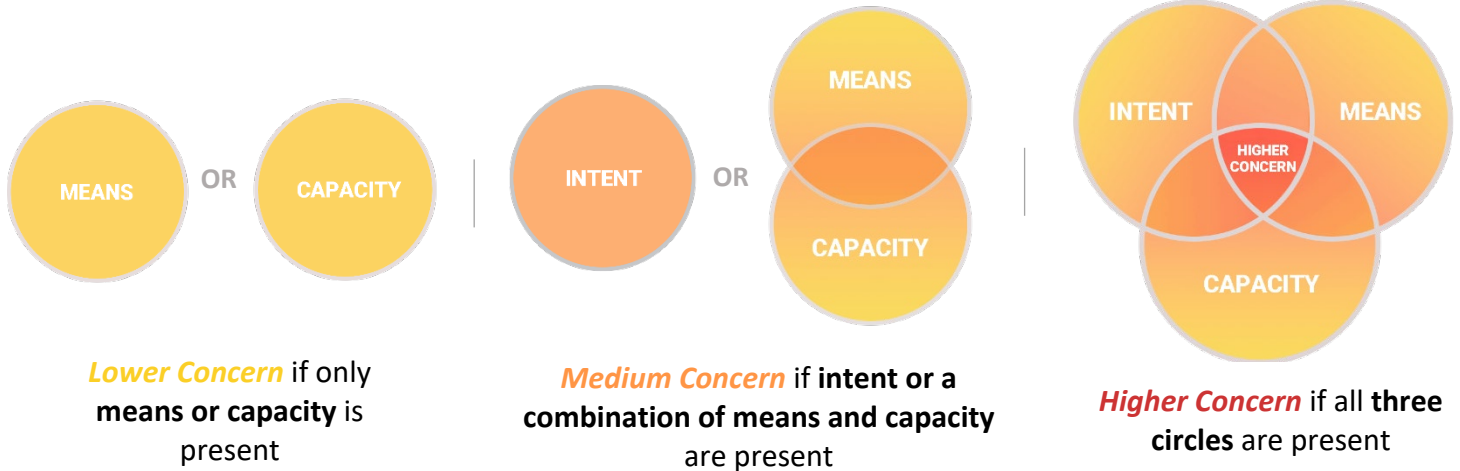 MEANS
OR
CAPACITY
INTENT
OR
MEANS
CAPACITY
INTENT
MEANS
HIGHER
CONCERN
CAPACITY
Lower Concern if only
means or capacity is
present
Medium Concern if intent or a
combination of means and capacity
are present
Higher Concern if all three
circles are present